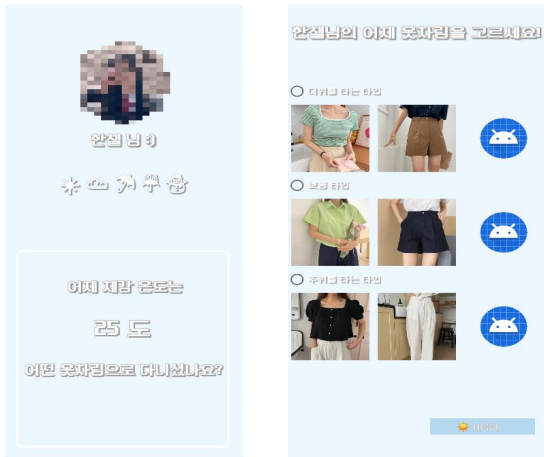 한젤 님 :)
어제 체감 온도는
25 도
어떤 옷차림으로 다니셨나요?
한젤님의 어제 옷차림을 고르세요!
더위를 타는 타입
보통 타입
추위를 타는 타입